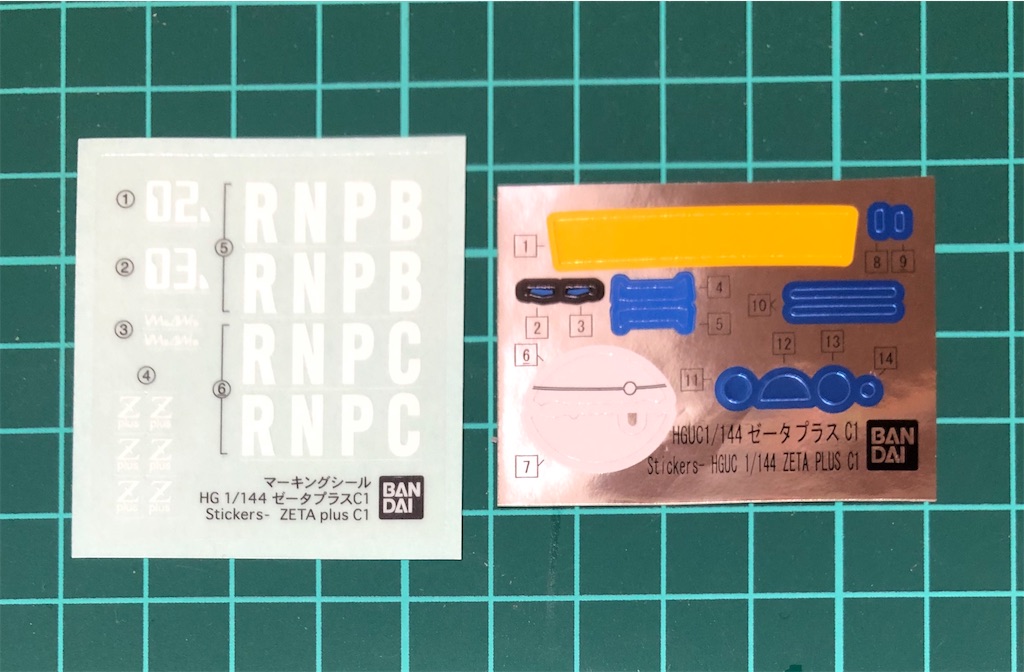 ① 02.
② 03.
③
④
Z plus Z plus
Z plus Z plus
Z plus Z plus
⑤
RNPB
RNPB
⑥
RNPC
RNPC
マーキングシール
HG 1/144 ゼータプラスC1
Stickers- ZETA plus C1
BAN
DAI
1
8 9
2 3
4
5
10
6
12 13
11 14
7
HGUC1/144 ゼータプラス C1
Stickers- HGUC 1/144 ZETA PLUS C1
BAN
DAI